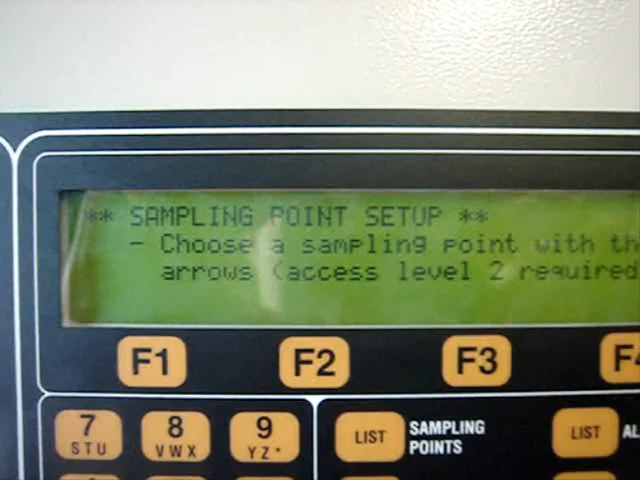 ** SAMPLING POINT SETUP **
- Choose a sampling point with th
arrows (access level 2 required
F1 F2 F3 F4
7 8 9 LIST SAMPLING POINTS LIST AL
STU VWX YZ*